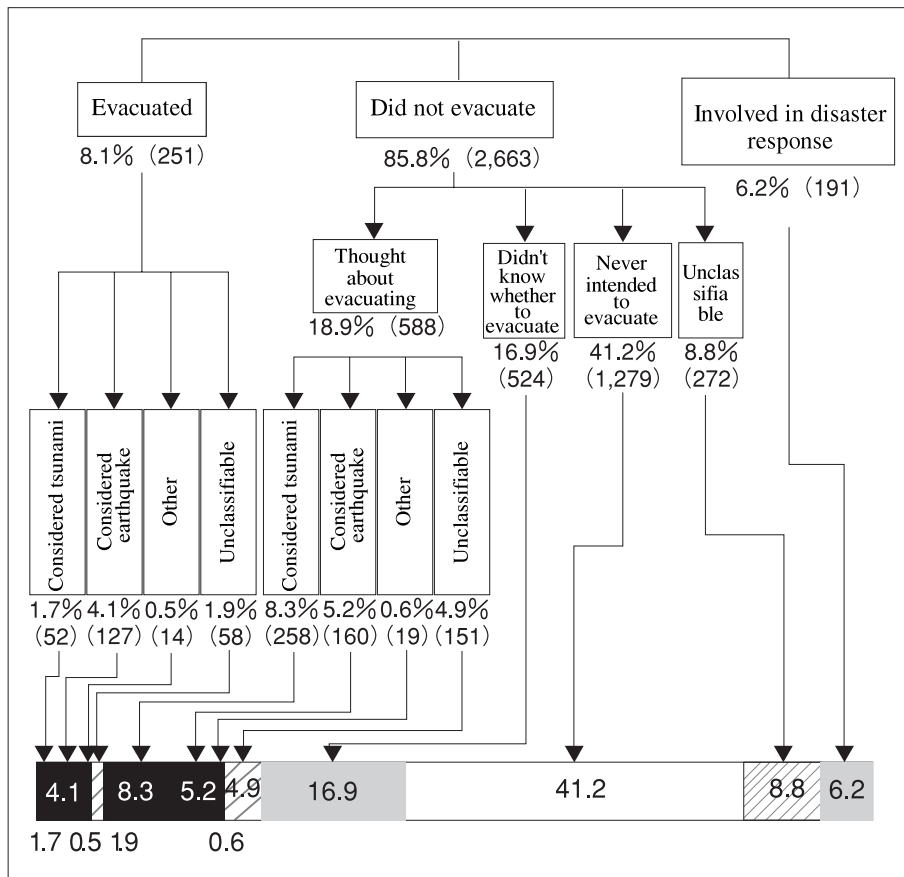 Evacuated
8.1% (251)
Did not evacuate
85.8% (2,663)
Involved in disaster
response
6.2% (191)
Thought
about
evacuating
18.9% (588)
Didn't
know
whether
to
evacuate
16.9%
(524)
Never
intended
to
evacuate
41.2%
(1,279)
Unclas
sifia
ble
8.8%
(272)
Considered tsunami
1.7%
(52)
Considered
earthquake
4.1%
(127)
Other
0.5%
(14)
Unclassifiable
1.9%
(58)
Considered tsunami
8.3%
(258)
Considered
earthquake
5.2%
(160)
Other
0.6%
(19)
Unclassifiable
4.9%
(151)
4.1 8.3 5.2 4.9 16.9 41.2 8.8 6.2
1.7 0.5 1.9 0.6